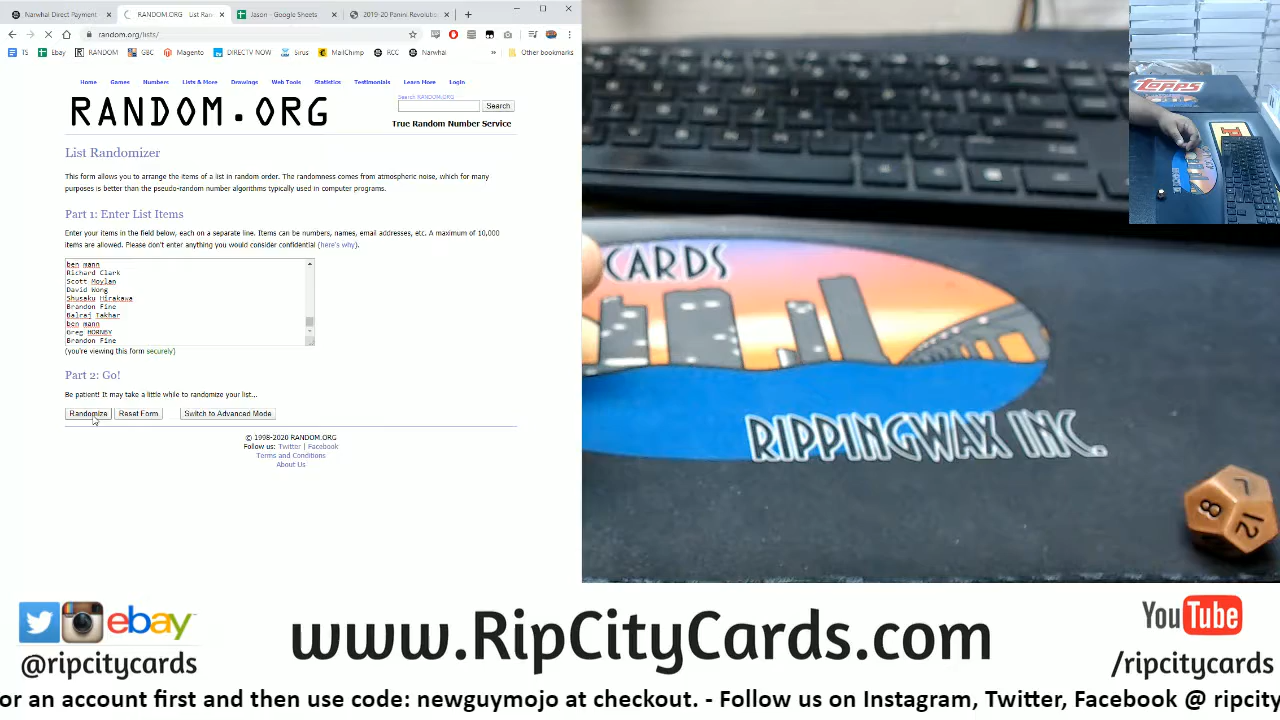 Narwhal Direct Payment
RANDOM.ORG - List Ran
Jason - Google Sheets
2019-20 Panini Revolution
random.org/lists/
TS
Ebay
RANDOM
GBC
Magento
DIRECTV NOW
Sirus
MailChimp
RCC
Narwhal
»
Other bookmarks
Home Games Numbers Lists & More Drawings Web Tools Statistics Testimonials Learn More Login
RANDOM.ORG
Search RANDOM.ORG
Search
True Random Number Service
List Randomizer
This form allows you to arrange the items of a list in random order. The randomness comes from atmospheric noise, which for many
purposes is better than the pseudo-random number algorithms typically used in computer programs.
Part 1: Enter List Items
Enter your items in the field below, each on a separate line. Items can be numbers, names, email addresses, etc. A maximum of 10,000
items are allowed. Please don't enter anything you would consider confidential (here's why).
ben mann
Richard Clark
Scott Moylan
David Wong
Shusaku Hirakawa
Brandon Fine
Balraj Takhar
ben mann
Greg HORNBY
Brandon Fine
(you're viewing this form securely)
Part 2: Go!
Be patient! It may take a little while to randomize your list...
Randomize Reset Form Switch to Advanced Mode
© 1998-2020 RANDOM.ORG
Follow us: Twitter | Facebook
Terms and Conditions
About Us
CARDS
RIPPINGWAX INC.
7
8
12
Topps
ebay
@ripcitycards
www.RipCityCards.com
YouTube
/ripcitycards
or an account first and then use code: newguymojo at checkout. - Follow us on Instagram, Twitter, Facebook @ ripcity